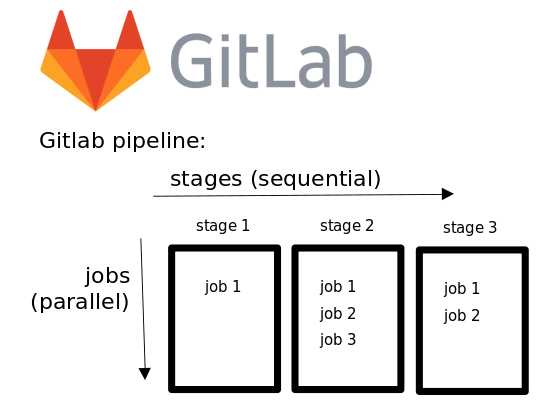 GitLab
Gitlab pipeline:
stages (sequential)
stage 1
stage 2
stage 3
jobs
(parallel)
job 1
job 1
job 2
job 3
job 1
job 2